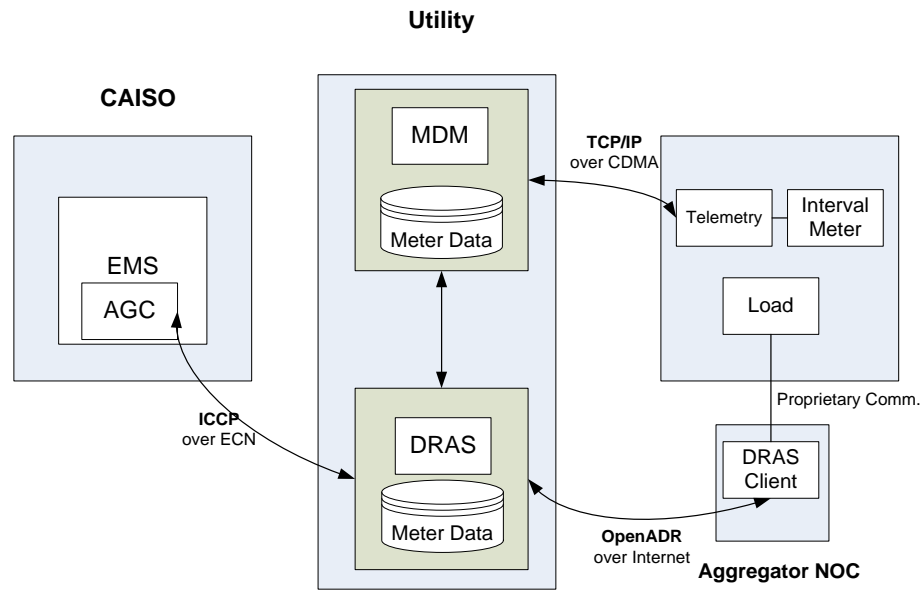 Utility
CAISO
MDM
Meter Data
TCP/IP
over CDMA
Telemetry
Interval
Meter
EMS
AGC
Load
ICCP
over ECN
Proprietary Comm.
DRAS
Meter Data
DRAS
Client
OpenADR
over Internet
Aggregator NOC